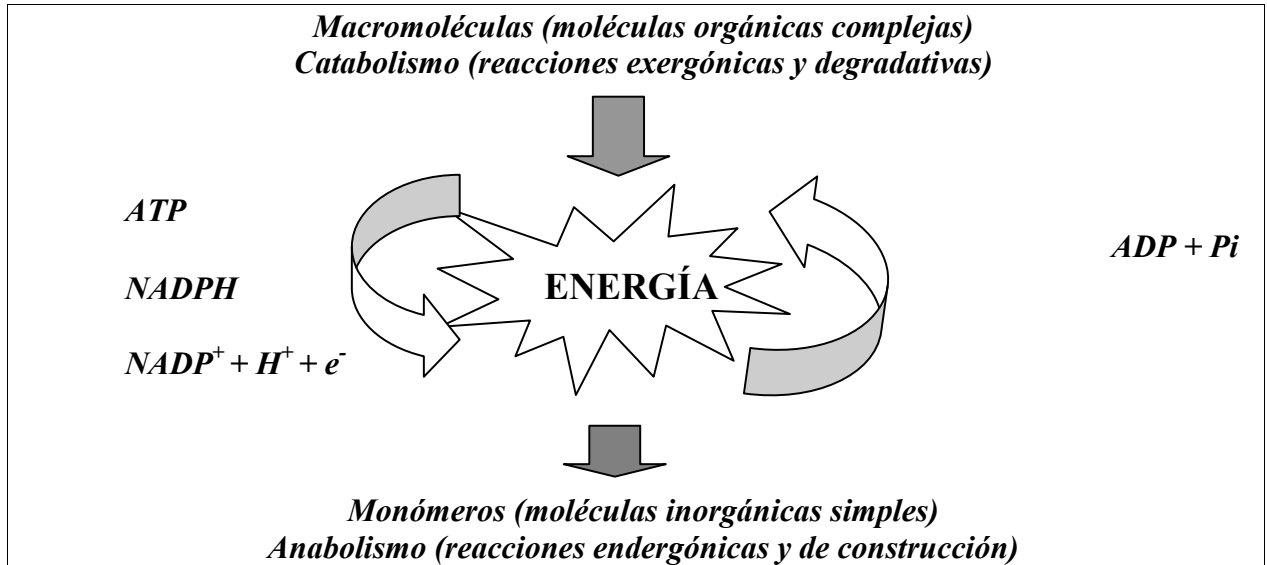 Macromoléculas (moléculas orgánicas complejas)
Catabolismo (reacciones exergónicas y degradativas)
ATP
ADP + Pi
NADPH
ENERGÍA
NADP⁺ + H⁺ + e⁻
Monómeros (moléculas inorgánicas simples)
Anabolismo (reacciones endergónicas y de construcción)